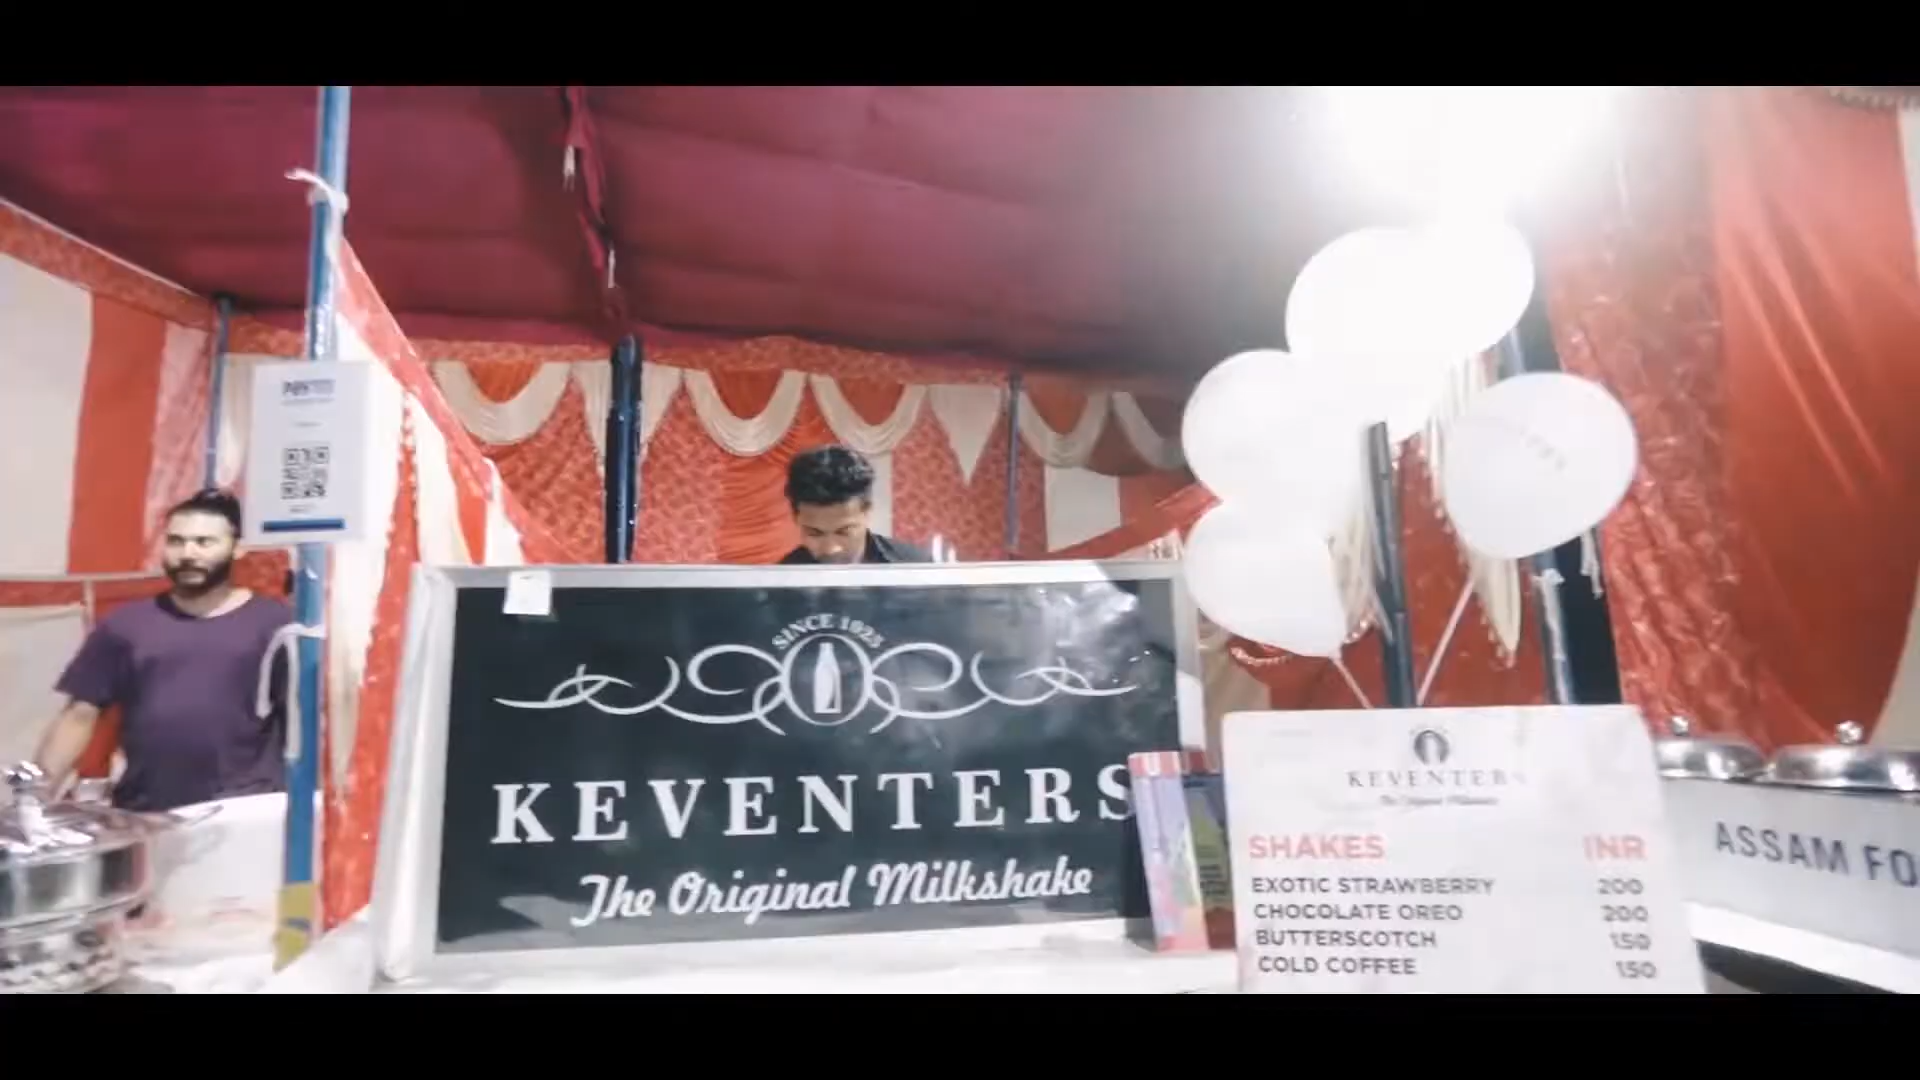 SINCE 1925
KEVENTERS
The Original Milkshake
KEVENTERS
SHAKES INR
EXOTIC STRAWBERRY 200
CHOCOLATE OREO 200
BUTTERSCOTCH 150
COLD COFFEE 150
ASSAM FO